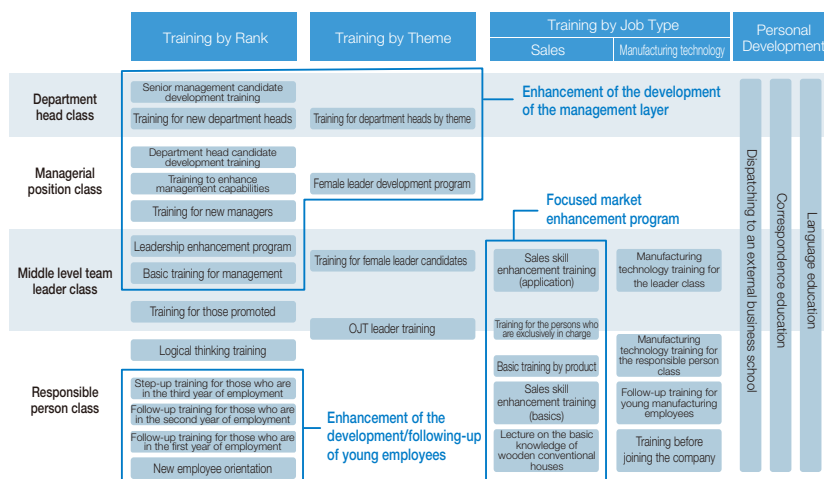 Training by Rank
Training by Theme
Training by Job Type
Sales
Manufacturing technology
Personal
Development
Department
head class
Senior management candidate
development training
Training for new department heads
Training for department heads by theme
Enhancement of the development
of the management layer
Managerial
position class
Department head candidate
development training
Training to enhance
management capabilities
Training for new managers
Female leader development program
Focused market
enhancement program
Middle level team
leader class
Leadership enhancement program
Basic training for management
Training for those promoted
Training for female leader candidates
OJT leader training
Sales skill
enhancement training
(application)
Manufacturing
technology training for
the leader class
Training for the persons who
are exclusively in charge
Responsible
person class
Logical thinking training
Step-up training for those who are
in the third year of employment
Follow-up training for those who are
in the second year of employment
Follow-up training for those who are
in the first year of employment
New employee orientation
Enhancement of the
development/following-up
of young employees
Basic training by product
Sales skill
enhancement training
(basics)
Lecture on the basic
knowledge of
wooden conventional
houses
Manufacturing
technology training for
the responsible person
class
Follow-up training for
young manufacturing
employees
Training before
joining the company
Dispatching to an external business school
Correspondence education
Language education